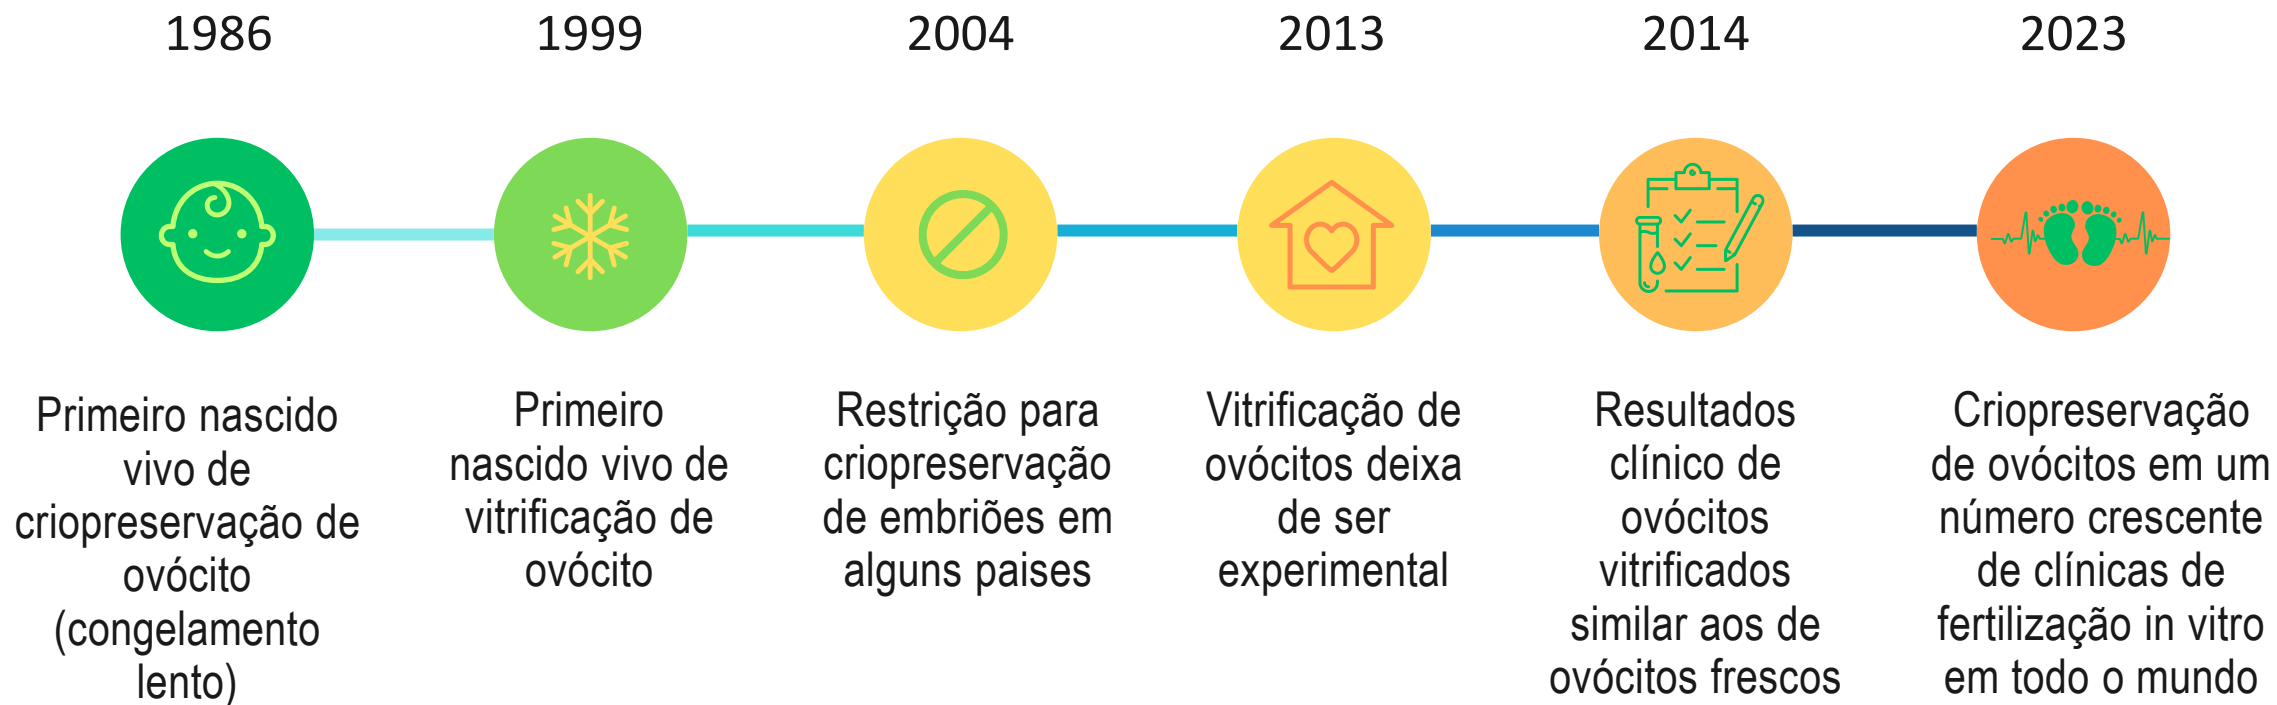 1986
Primeiro nascido
vivo de
criopreservação de
ovócito
(congelamento
lento)
1999
Primeiro
nascido vivo de
vitrificação de
ovócito
2004
Restrição para
criopreservação
de embriões em
alguns paises
2013
Vitrificação de
ovócitos deixa
de ser
experimental
2014
Resultados
clínico de
ovócitos
vitrificados
similar aos de
ovócitos frescos
2023
Criopreservação
de ovócitos em um
número crescente
de clínicas de
fertilização in vitro
em todo o mundo